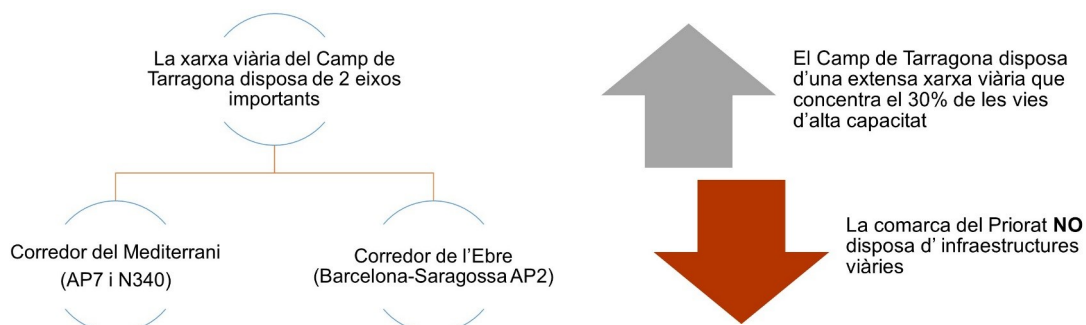 La xarxa viària del Camp de
Tarragona disposa de 2 eixos
importants
Corredor del Mediterrani
(AP7 i N340)
Corredor de l’Ebre
(Barcelona-Saragossa AP2)
El Camp de Tarragona disposa
d’una extensa xarxa viària que
concentra el 30% de les vies
d’alta capacitat
La comarca del Priorat NO
disposa d’ infraestructures
viàries